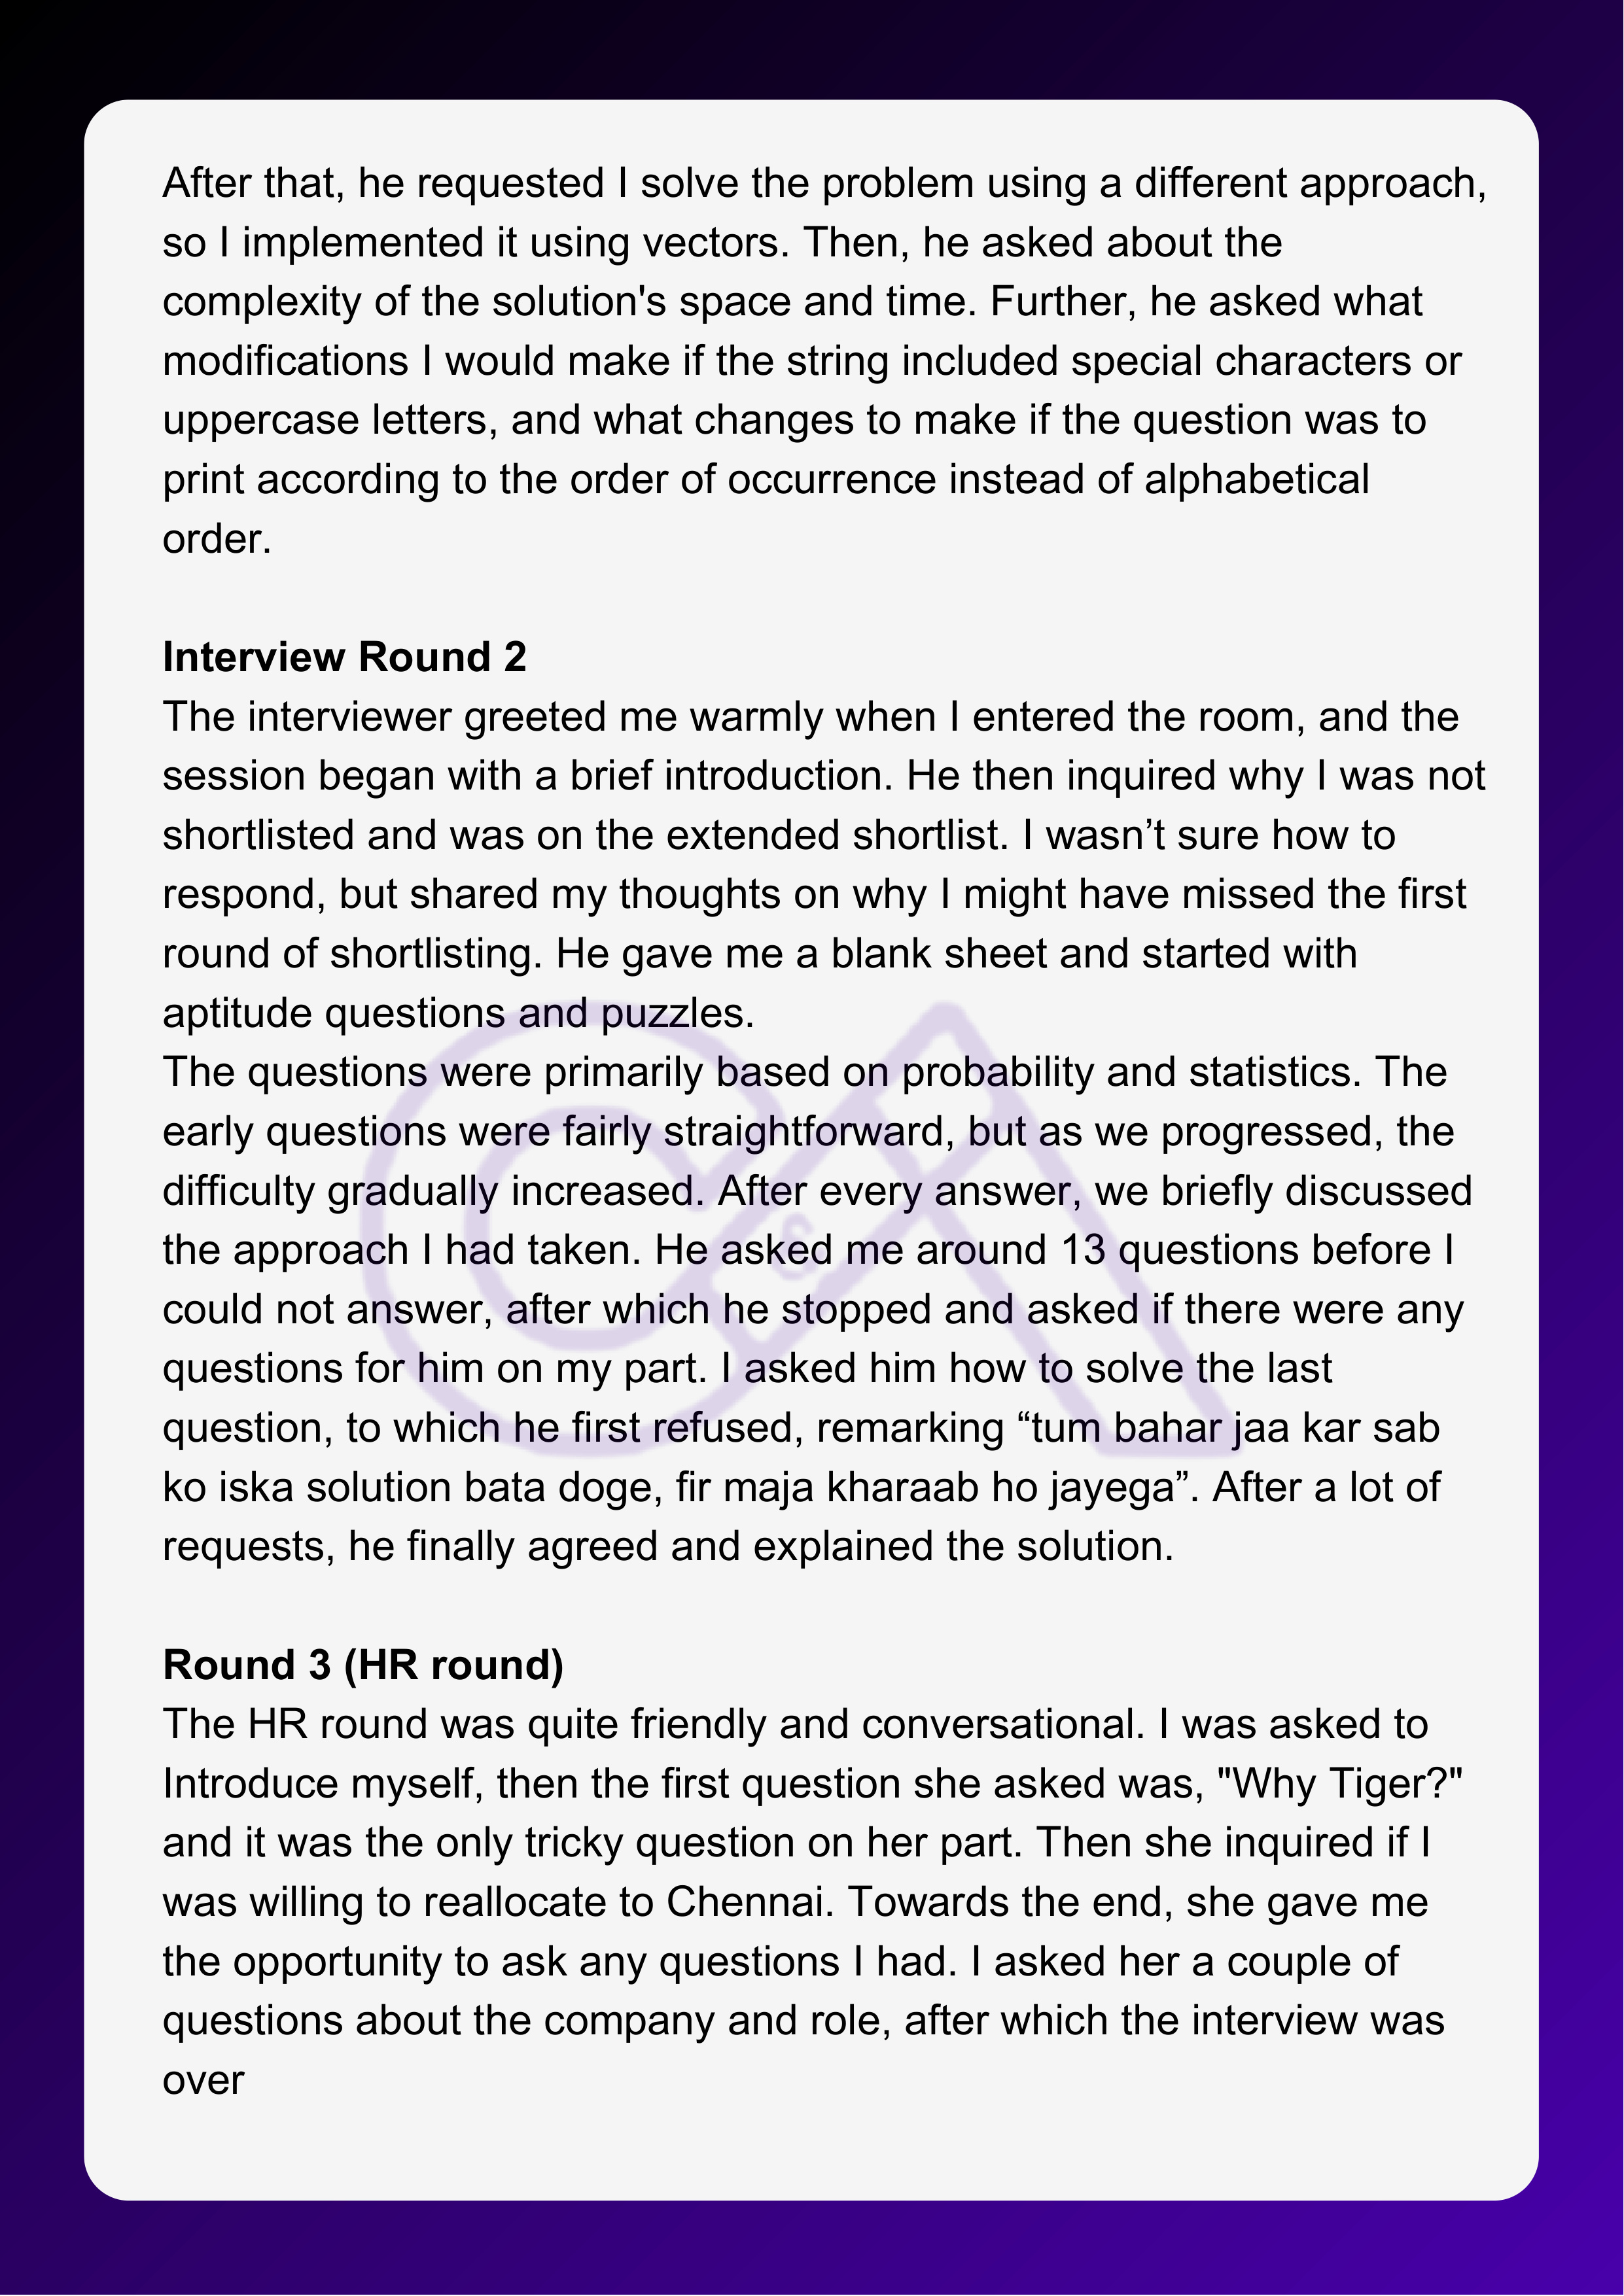 After that, he requested I solve the problem using a different approach,
so I implemented it using vectors. Then, he asked about the
complexity of the solution's space and time. Further, he asked what
modifications I would make if the string included special characters or
uppercase letters, and what changes to make if the question was to
print according to the order of occurrence instead of alphabetical
order.
Interview Round 2
The interviewer greeted me warmly when I entered the room, and the
session began with a brief introduction. He then inquired why I was not
shortlisted and was on the extended shortlist. I wasn’t sure how to
respond, but shared my thoughts on why I might have missed the first
round of shortlisting. He gave me a blank sheet and started with
aptitude questions and puzzles.
The questions were primarily based on probability and statistics. The
early questions were fairly straightforward, but as we progressed, the
difficulty gradually increased. After every answer, we briefly discussed
the approach I had taken. He asked me around 13 questions before I
could not answer, after which he stopped and asked if there were any
questions for him on my part. I asked him how to solve the last
question, to which he first refused, remarking “tum bahar jaa kar sab
ko iska solution bata doge, fir maja kharaab ho jayega”. After a lot of
requests, he finally agreed and explained the solution.
Round 3 (HR round)
The HR round was quite friendly and conversational. I was asked to
Introduce myself, then the first question she asked was, "Why Tiger?"
and it was the only tricky question on her part. Then she inquired if I
was willing to reallocate to Chennai. Towards the end, she gave me
the opportunity to ask any questions I had. I asked her a couple of
questions about the company and role, after which the interview was
over